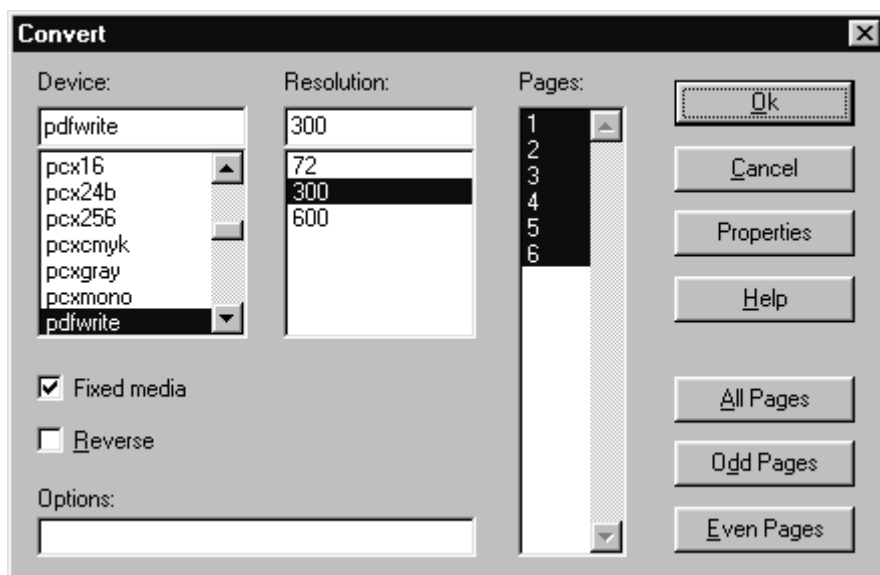 Convert
Device:
pdfwrite
pcx16
pcx24b
pcx256
pcxcmyk
pcxgray
pcxmono
pdfwrite
Fixed media
Reverse
Options:
Resolution:
300
72
300
600
Pages:
1
2
3
4
5
6
Ok
Cancel
Properties
Help
All Pages
Odd Pages
Even Pages